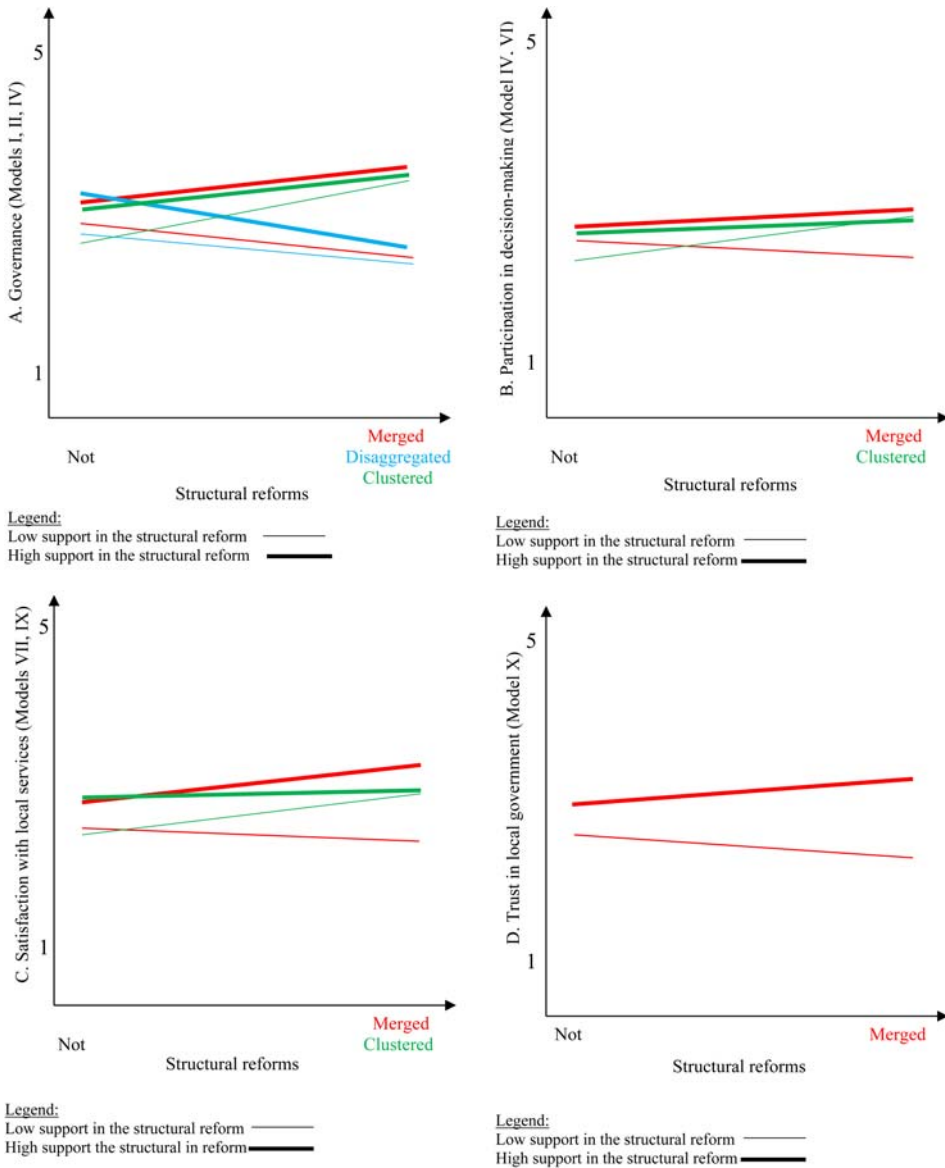 A. Governance (Models I, II, IV)
5
1
Not
Merged
Disaggregated
Clustered
Structural reforms
Legend:
Low support in the structural reform
High support in the structural reform
B. Participation in decision-making (Model IV. VI)
5
1
Not
Merged
Clustered
Structural reforms
Legend:
Low support in the structural reform
High support in the structural reform
C. Satisfaction with local services (Models VII, IX)
5
1
Not
Merged
Clustered
Structural reforms
Legend:
Low support in the structural reform
High support the structural in reform
D. Trust in local government (Model X)
5
1
Not
Merged
Structural reforms
Legend:
Low support in the structural reform
High support in the structural reform